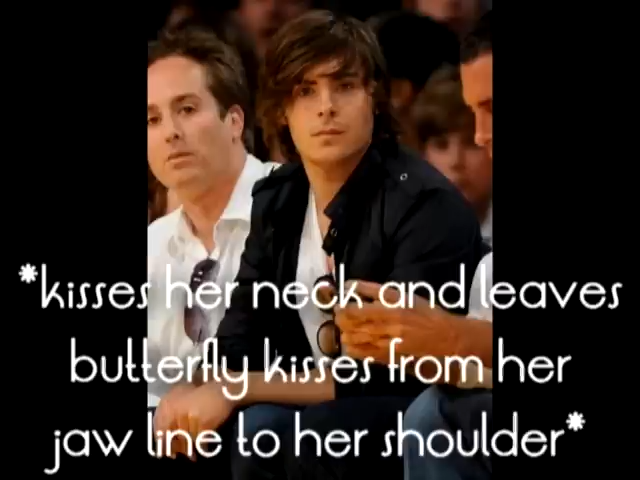 *kisses her neck and leaves
butterfly kisses from her
jaw line to her shoulder*